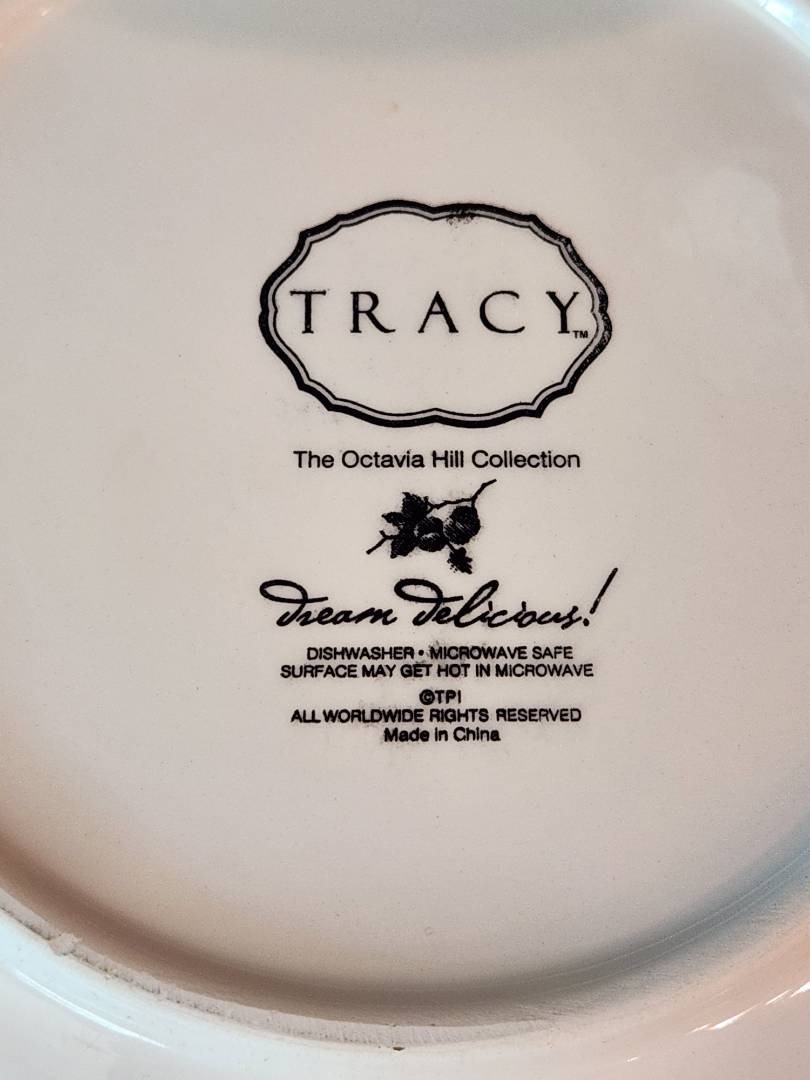 TRACY™
The Octavia Hill Collection
dream delicious!
DISHWASHER • MICROWAVE SAFE
SURFACE MAY GET HOT IN MICROWAVE
©TPI
ALL WORLDWIDE RIGHTS RESERVED
Made in China